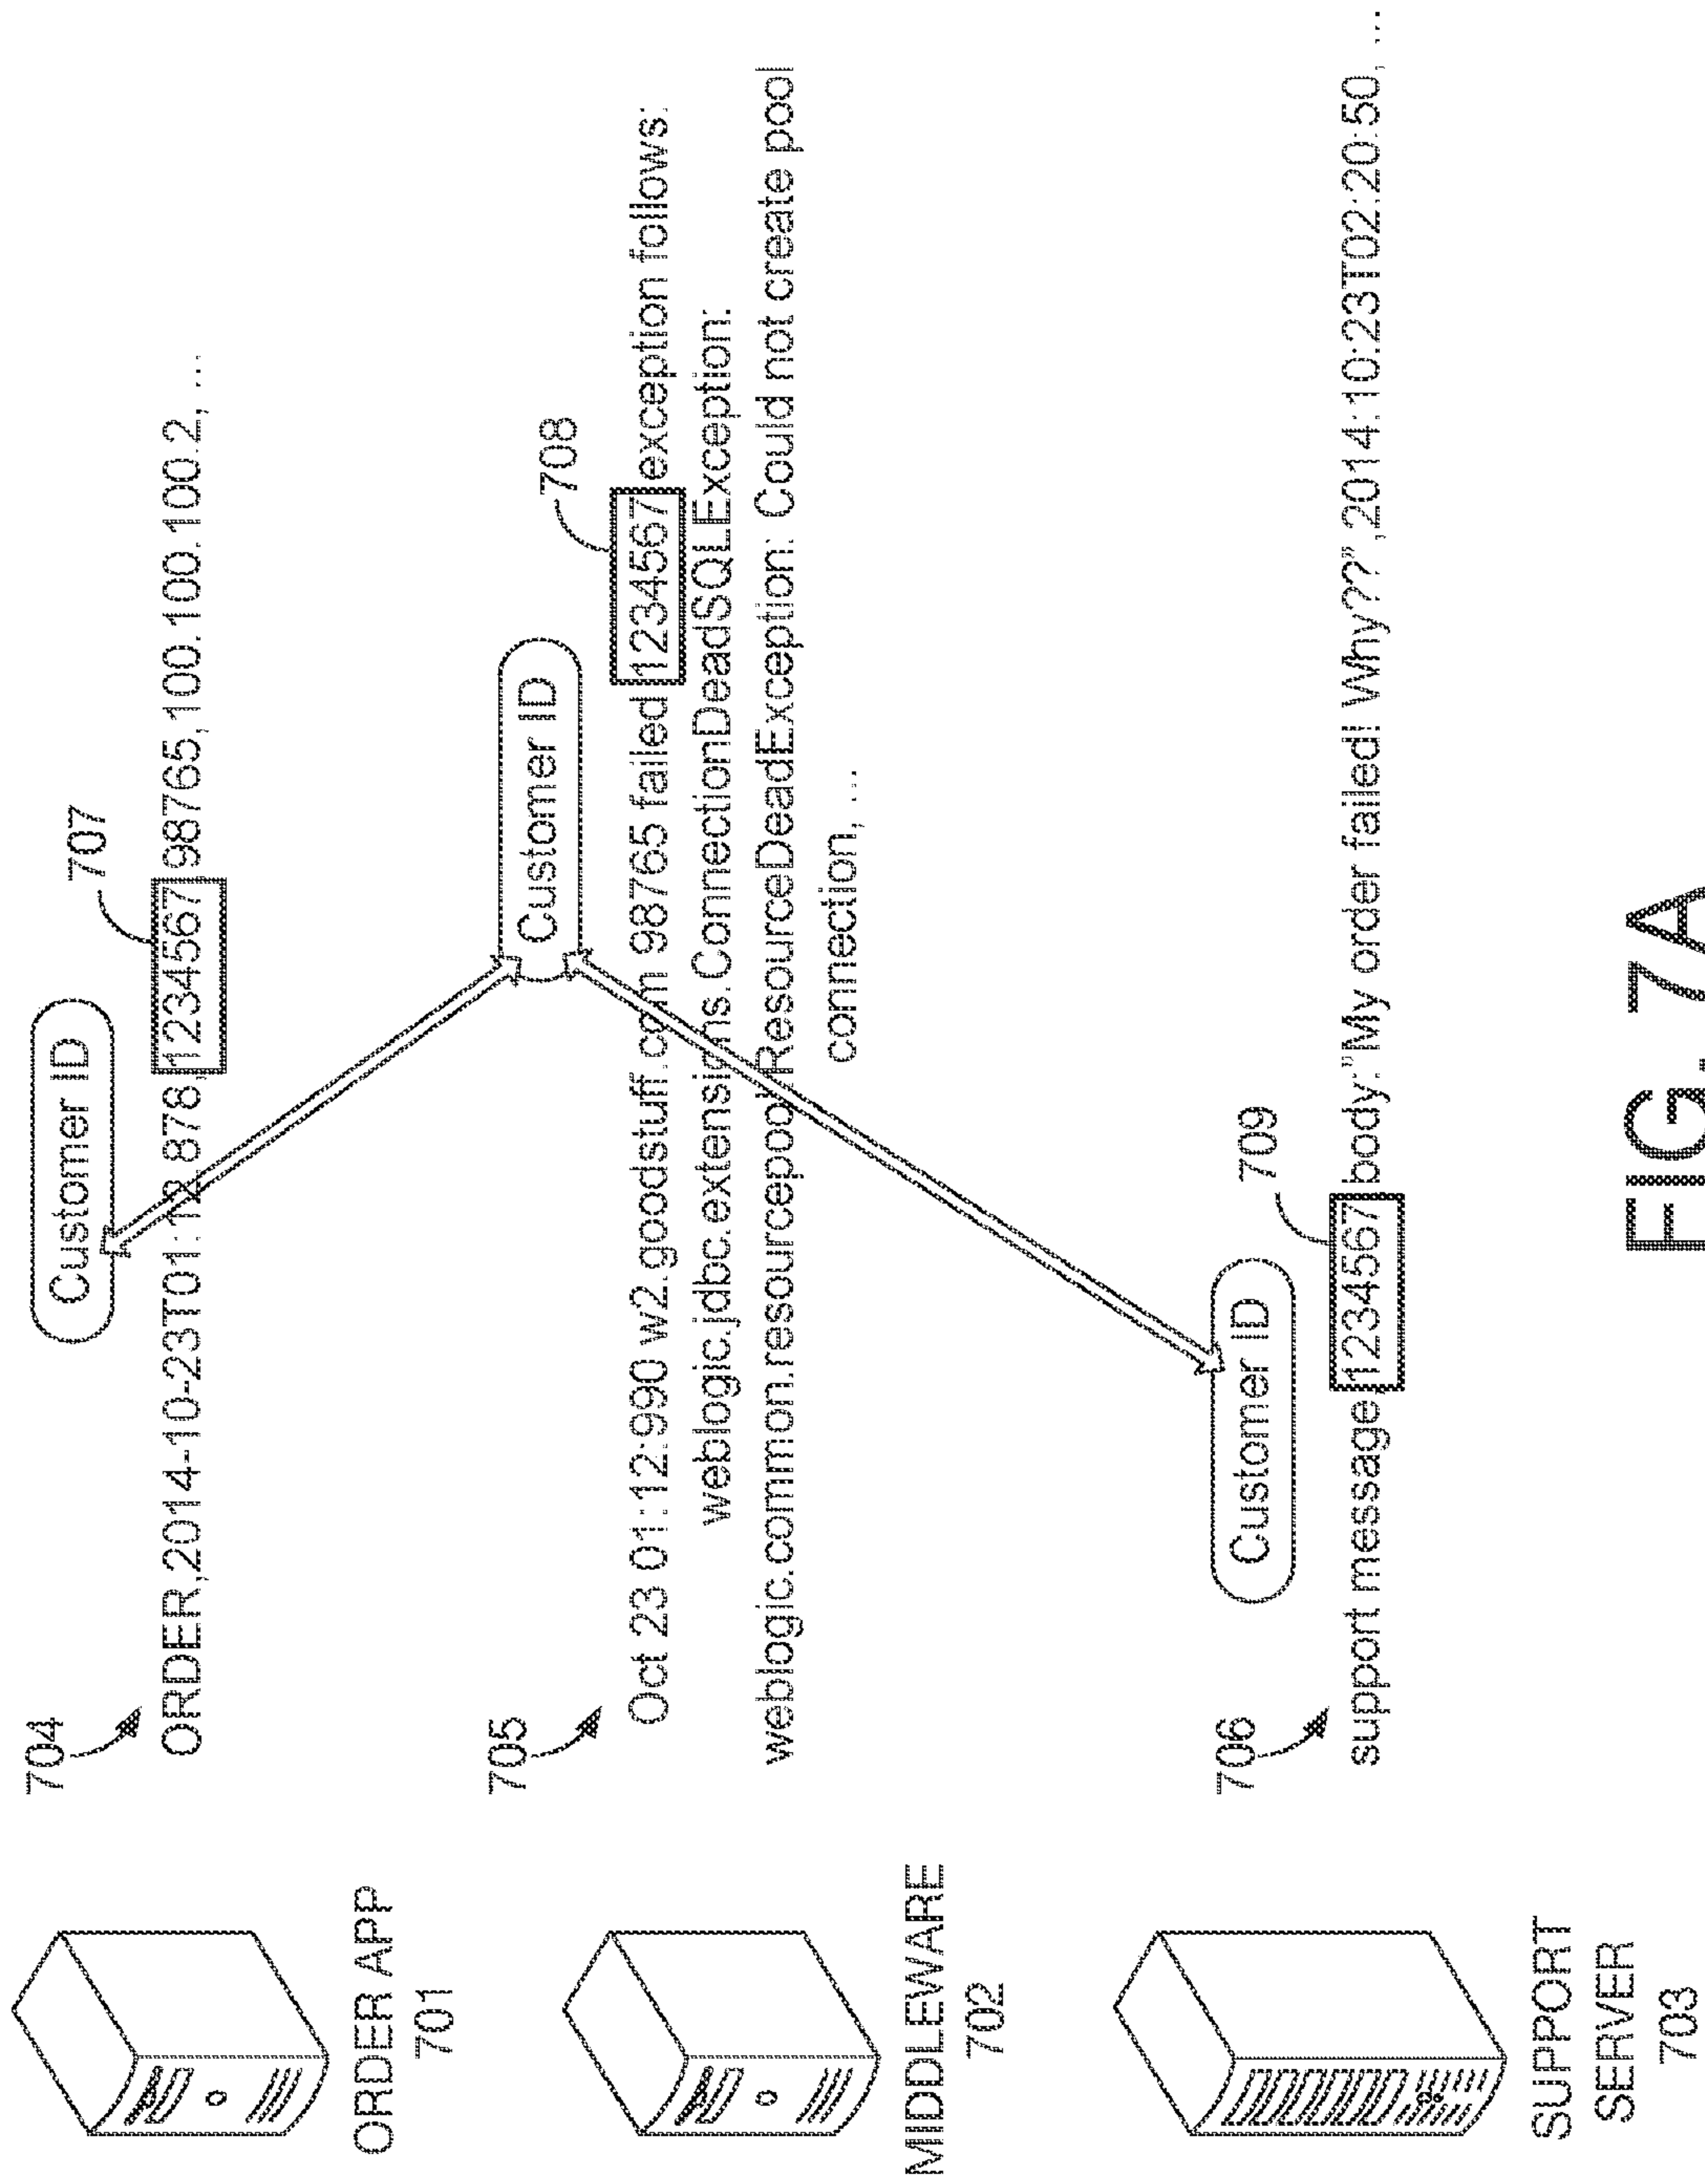 704
Customer ID
707
ORDER,2014-10-23T01:12:878,1234567,98765,100.100.100.2, ...
ORDER APP
701
705
Customer ID
708
Oct 23 01:12:990 w2.goodstuff.com 98765 failed 1234567 exception follows:
weblogic.jdbc.extensions.ConnectionDeadSQLException:
weblogic.common.resourcepool.ResourceDeadException: Could not create pool
connection, ...
MIDDLEWARE
702
706
Customer ID
709
support message,1234567 body:"My order failed! Why??",2014:10:23T02:20:50, ...
SUPPORT
SERVER
703
FIG. 7A